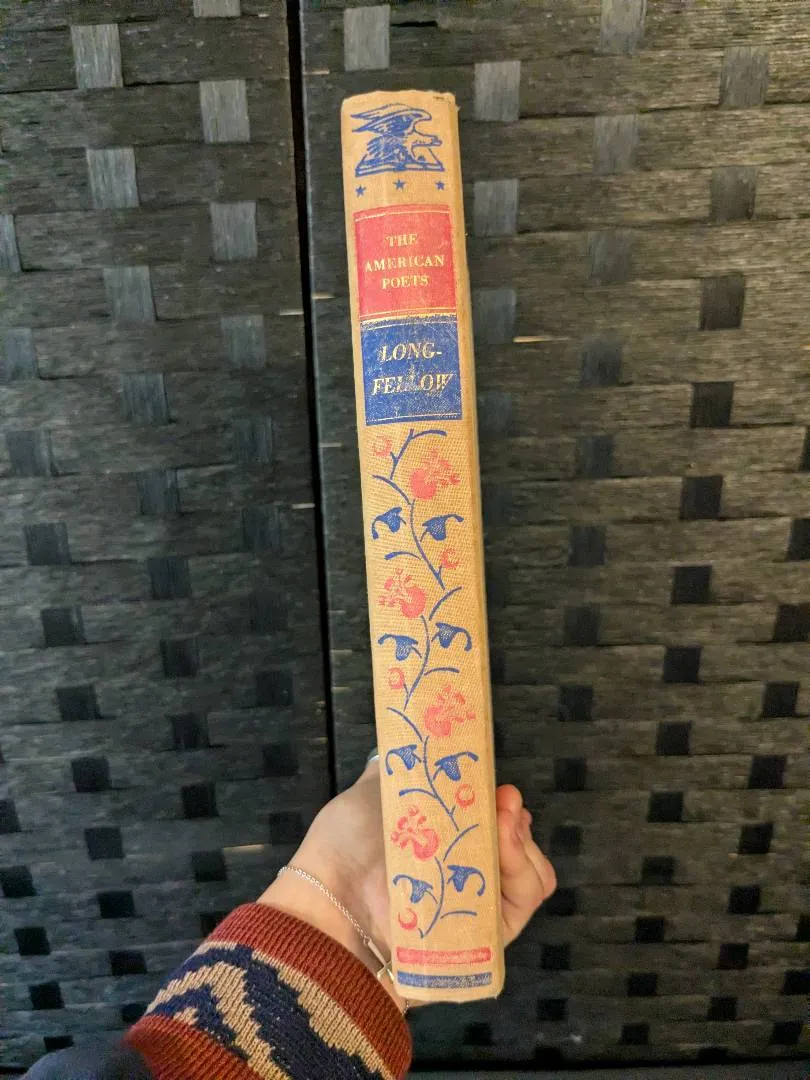 THE
AMERICAN
POETS
LONG-
FELLOW